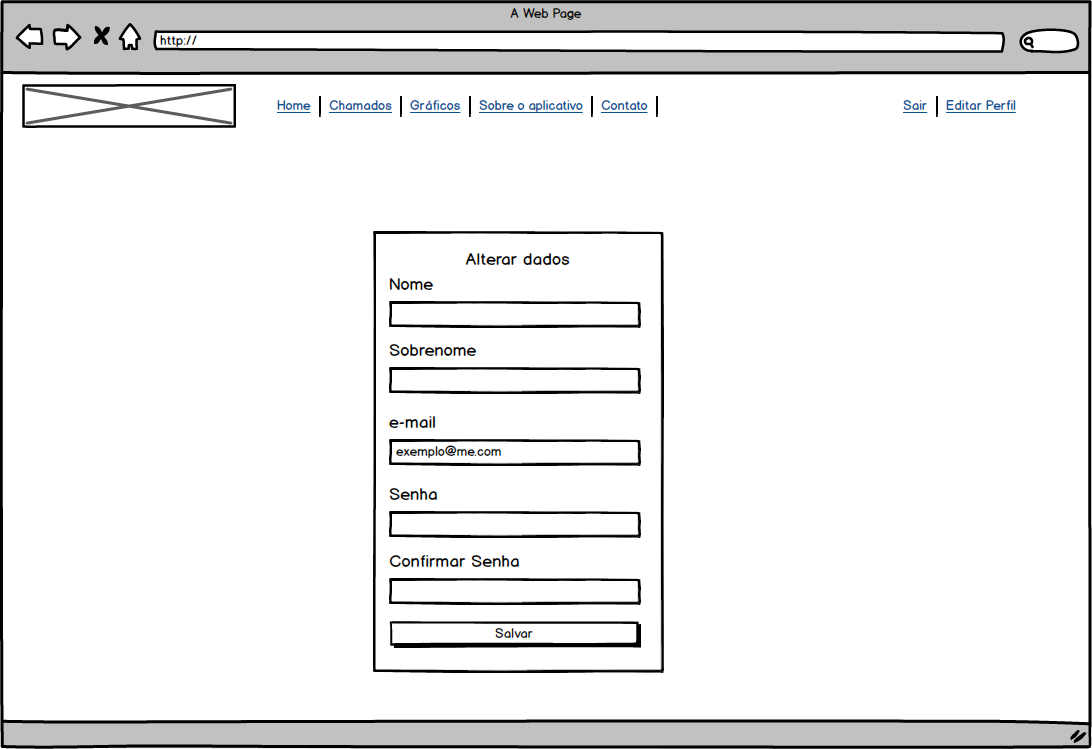 A Web Page
http://
Home Chamados Gráficos Sobre o aplicativo Contato Sair Editar Perfil
Alterar dados
Nome
Sobrenome
e-mail
exemplo@me.com
Senha
Confirmar Senha
Salvar